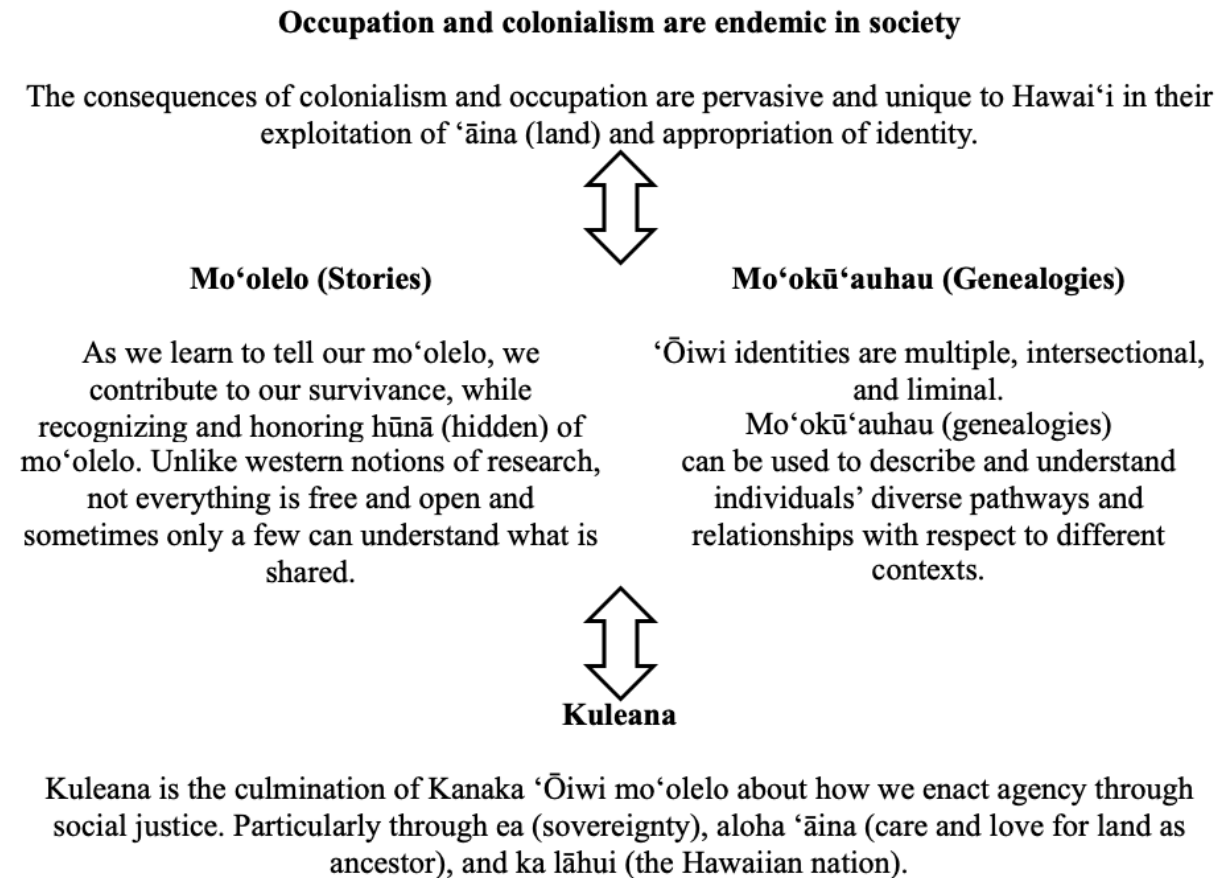 Occupation and colonialism are endemic in society
The consequences of colonialism and occupation are pervasive and unique to Hawaiʻi in their
exploitation of ʻāina (land) and appropriation of identity.
Moʻolelo (Stories)
As we learn to tell our moʻolelo, we
contribute to our survivance, while
recognizing and honoring hūnā (hidden) of
moʻolelo. Unlike western notions of research,
not everything is free and open and
sometimes only a few can understand what is
shared.
Moʻokūʻauhau (Genealogies)
ʻŌiwi identities are multiple, intersectional,
and liminal.
Moʻokūʻauhau (genealogies)
can be used to describe and understand
individuals’ diverse pathways and
relationships with respect to different
contexts.
Kuleana
Kuleana is the culmination of Kanaka ʻŌiwi moʻolelo about how we enact agency through
social justice. Particularly through ea (sovereignty), aloha ʻāina (care and love for land as
ancestor), and ka lāhui (the Hawaiian nation).